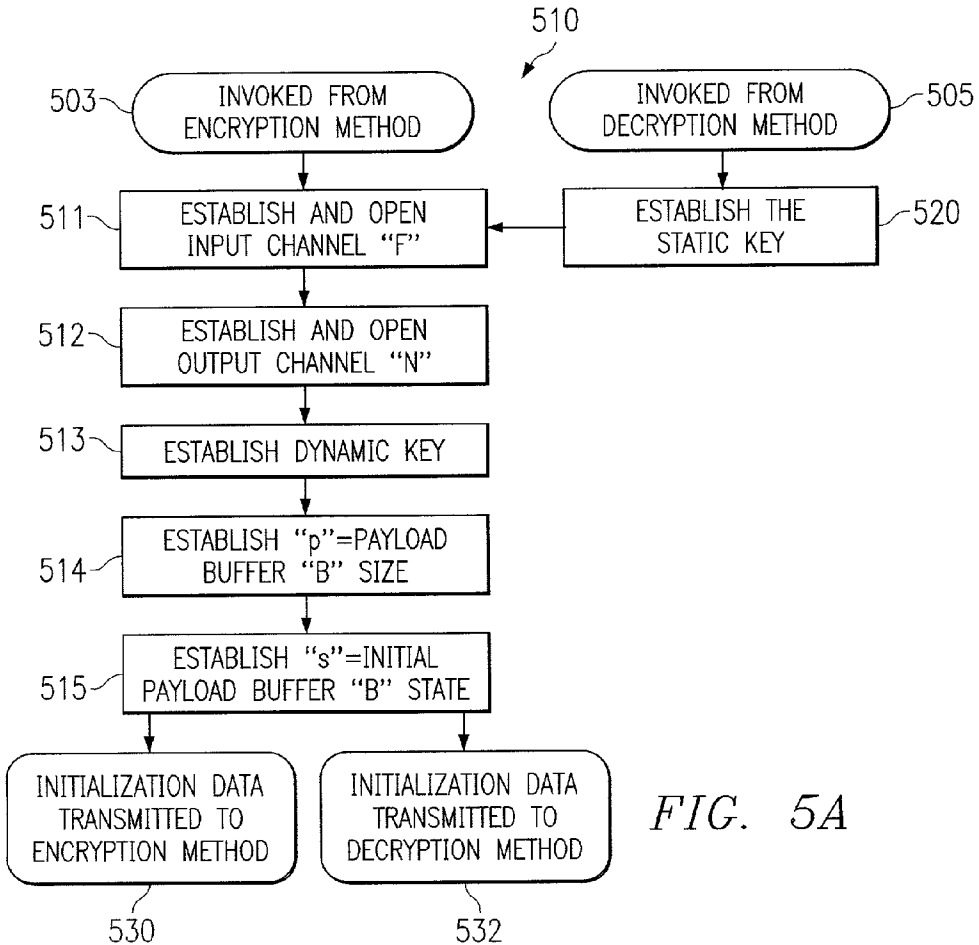 510
503
INVOKED FROM
ENCRYPTION METHOD
INVOKED FROM
DECRYPTION METHOD
505
511
ESTABLISH AND OPEN
INPUT CHANNEL “F”
ESTABLISH THE
STATIC KEY
520
512
ESTABLISH AND OPEN
OUTPUT CHANNEL “N”
513
ESTABLISH DYNAMIC KEY
514
ESTABLISH “p”=PAYLOAD
BUFFER “B” SIZE
515
ESTABLISH “s”=INITIAL
PAYLOAD BUFFER “B” STATE
INITIALIZATION DATA
TRANSMITTED TO
ENCRYPTION METHOD
530
INITIALIZATION DATA
TRANSMITTED TO
DECRYPTION METHOD
532
FIG. 5A